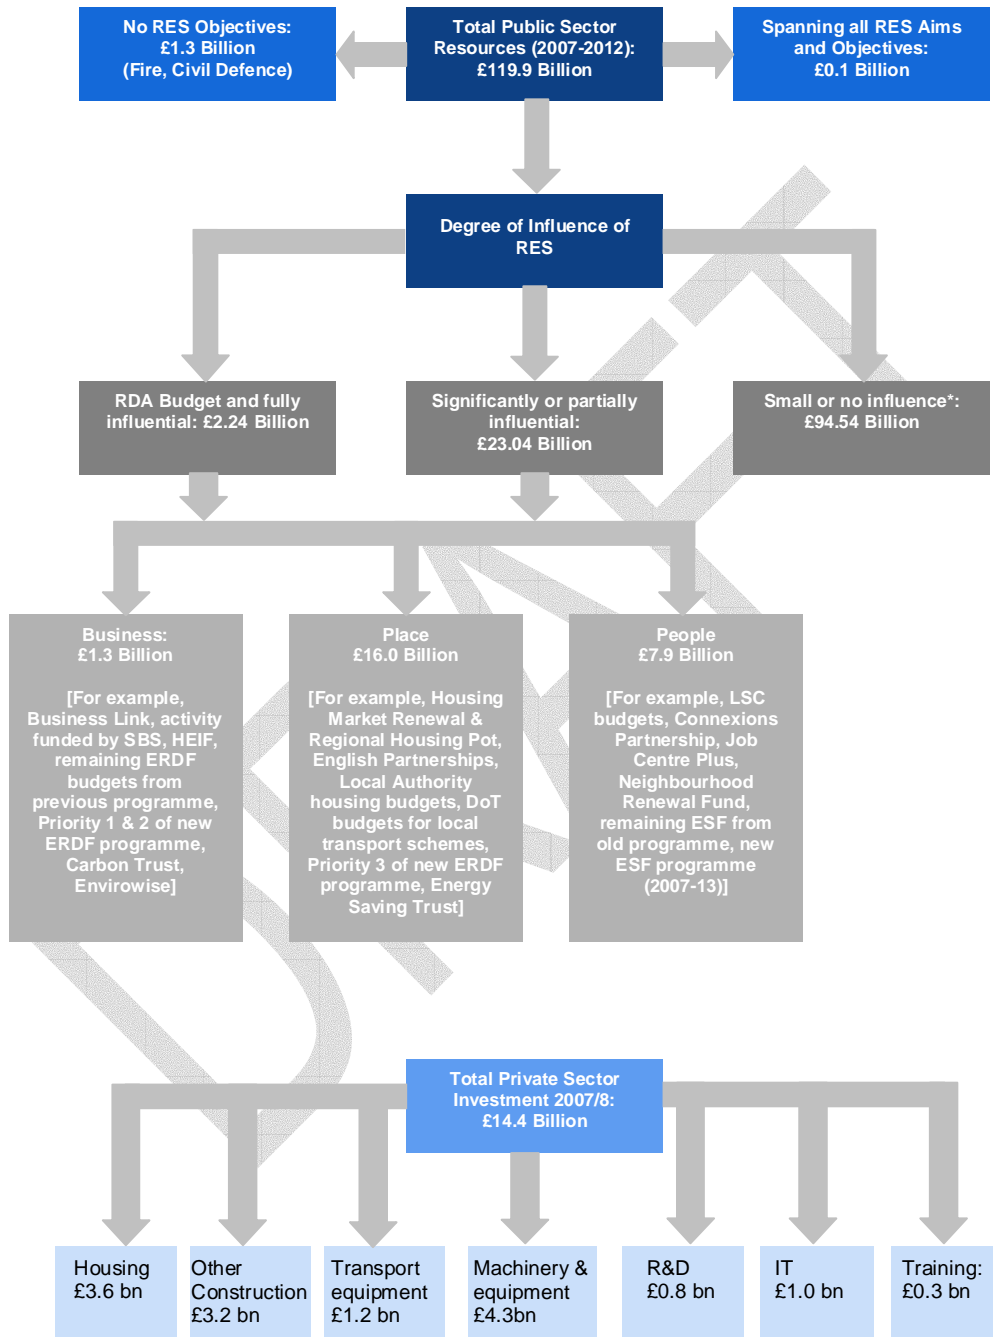 No RES Objectives:
£1.3 Billion
(Fire, Civil Defence)
Total Public Sector
Resources (2007-2012):
£119.9 Billion
Spanning all RES Aims
and Objectives:
£0.1 Billion
Degree of Influence of
RES
RDA Budget and fully
influential: £2.24 Billion
Significantly or partially
influential:
£23.04 Billion
Small or no influence*:
£94.54 Billion
Business:
£1.3 Billion
[For example,
Business Link, activity
funded by SBS, HEIF,
remaining ERDF
budgets from
previous programme,
Priority 1 & 2 of new
ERDF programme,
Carbon Trust,
Envirowise]
Place
£16.0 Billion
[For example, Housing
Market Renewal &
Regional Housing Pot,
English Partnerships,
Local Authority
housing budgets, DoT
budgets for local
transport schemes,
Priority 3 of new ERDF
programme, Energy
Saving Trust]
People
£7.9 Billion
[For example, LSC
budgets, Connexions
Partnership, Job
Centre Plus,
Neighbourhood
Renewal Fund,
remaining ESF from
old programme, new
ESF programme
(2007-13)]
Total Private Sector
Investment 2007/8:
£14.4 Billion
Housing
£3.6 bn
Other
Construction
£3.2 bn
Transport
equipment
£1.2 bn
Machinery &
equipment
£4.3bn
R&D
£0.8 bn
IT
£1.0 bn
Training:
£0.3 bn